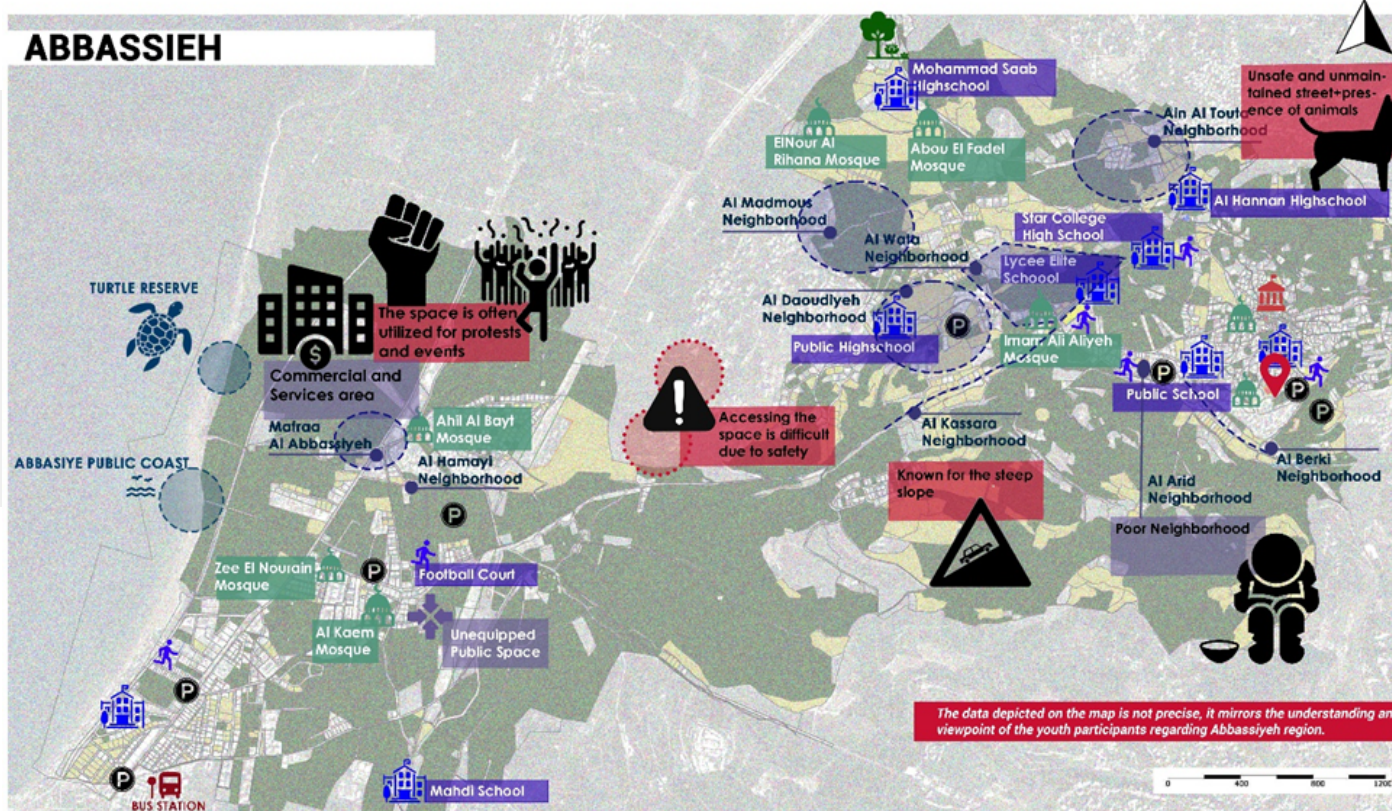 ABBASSIEH
Mohammad Saab
Highschool
Unsafe and unmain-
tained street+pres-
ence of animals
Ain Al Touta
Neighborhood
ElNour Al
Rihana Mosque
Abou El Fadel
Mosque
Al Hannan Highschool
Al Madmous
Neighborhood
Star College
High School
Al Wata
Neighborhood
Lycee Elite
Schoool
TURTLE RESERVE
The space is often
utilized for protests
and events
Al Daoudiyeh
Neighborhood
P
Public Highschool
Imam Ali Aliyeh
Mosque
$
Commercial and
Services area
!
P
Public School
P
P
Mafraa
Al Abbasiyeh
Ahil Al Bayt
Mosque
Accessing the
space is difficult
due to safety
Al Kassara
Neighborhood
ABBASIYE PUBLIC COAST
Al Hamayi
Neighborhood
Al Berki
Neighborhood
Known for the steep
slope
Al Arid
Neighborhood
P
Poor Neighborhood
Zee El Nourain
Mosque
P
Football Court
Al Kaem
Mosque
Unequipped
Public Space
P
The data depicted on the map is not precise, it mirrors the understanding an
viewpoint of the youth participants regarding Abbassiyeh region.
P
BUS STATION
Mahdi School
0 400 800 1200